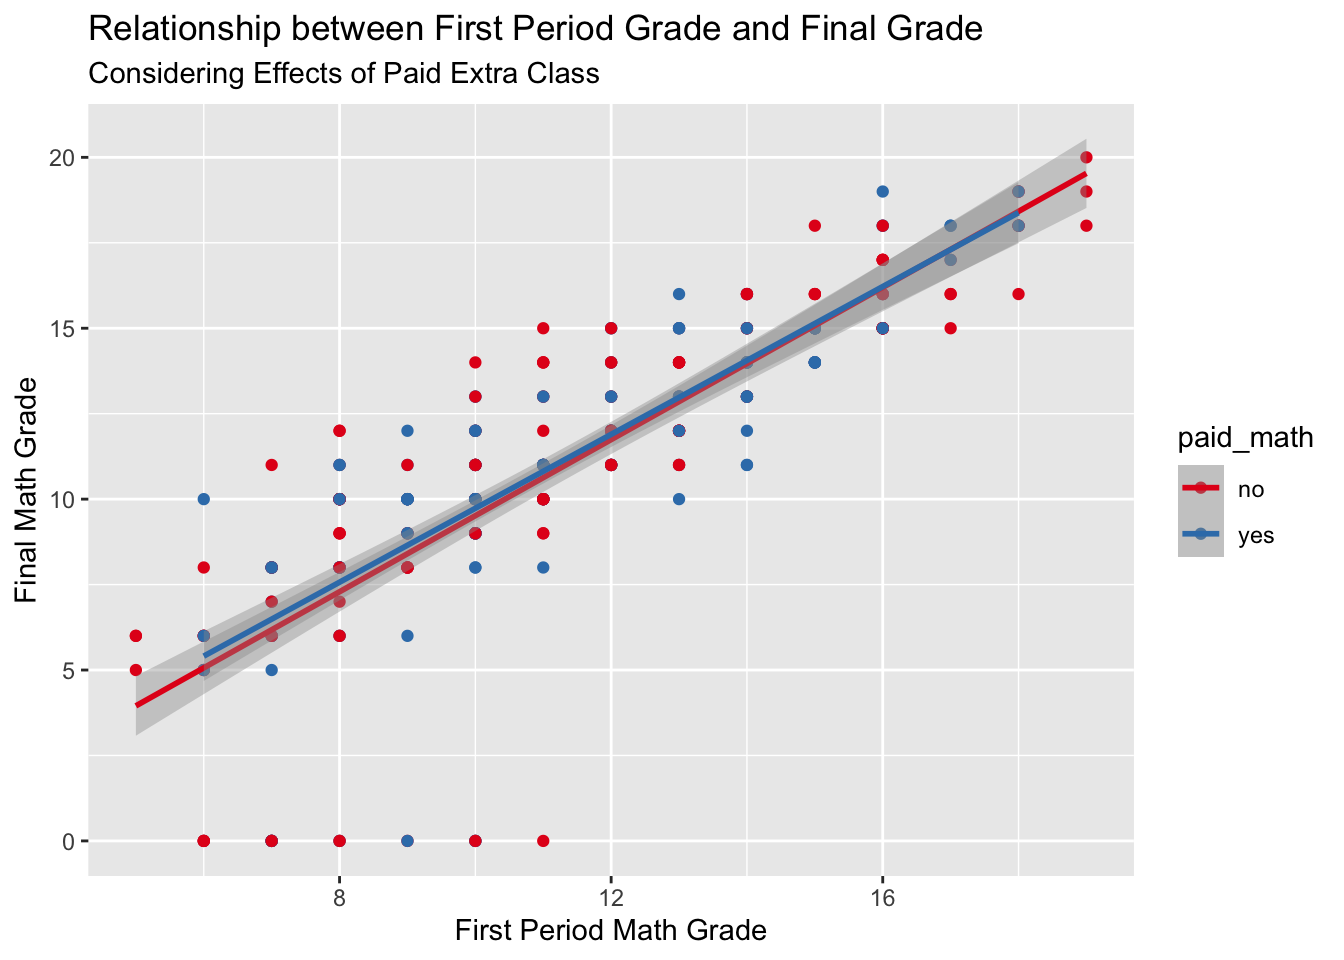 Relationship between First Period Grade and Final Grade
Considering Effects of Paid Extra Class
20
15
10
5
0
Final Math Grade
8 12 16
First Period Math Grade
paid_math
no
yes